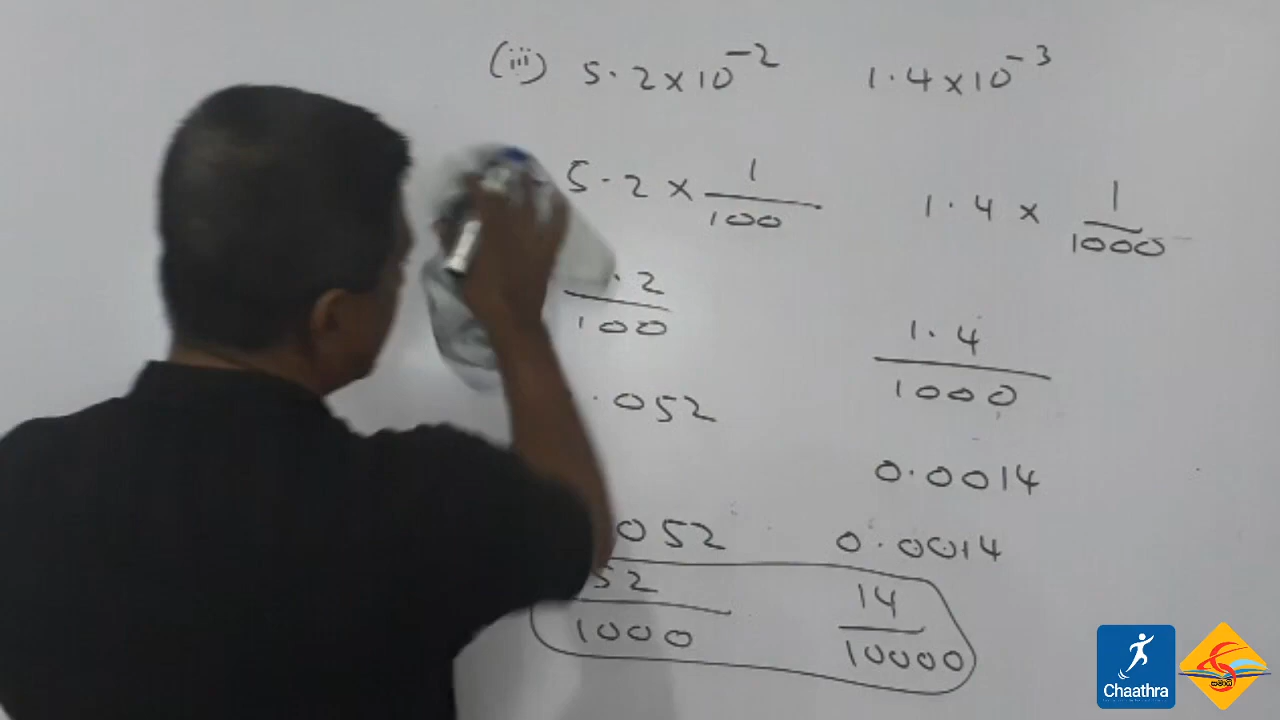 (iii) 5.2 x 10⁻² 1.4 x 10⁻³
5.2 x 1/100 1.4 x 1/1000
.2/100 1.4/1000
.052 0.0014
052 0.0014
52/1000 14/10000
Chaathra
සමාධි